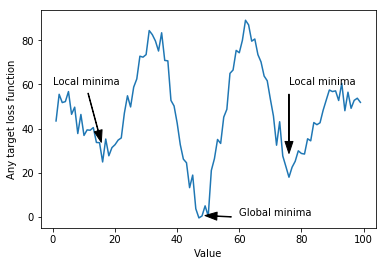 80
60
40
20
0
Any target loss function
Local minima
Local minima
Global minima
0
20
40
60
80
100
Value